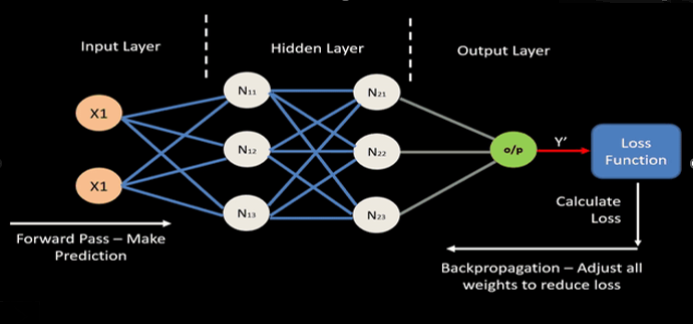 Input Layer
Hidden Layer
Output Layer
X1
X1
N11
N12
N13
N21
N22
N23
o/p
Y’
Loss
Function
Calculate
Loss
Forward Pass – Make
Prediction
Backpropagation – Adjust all
weights to reduce loss